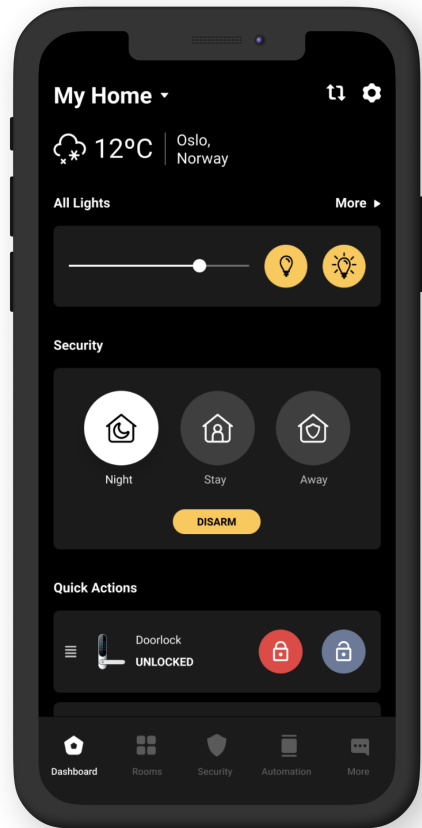 My Home
12°C
Oslo,
Norway
All Lights
More
Security
Night
Stay
Away
DISARM
Quick Actions
Doorlock
UNLOCKED
Dashboard
Rooms
Security
Automation
More